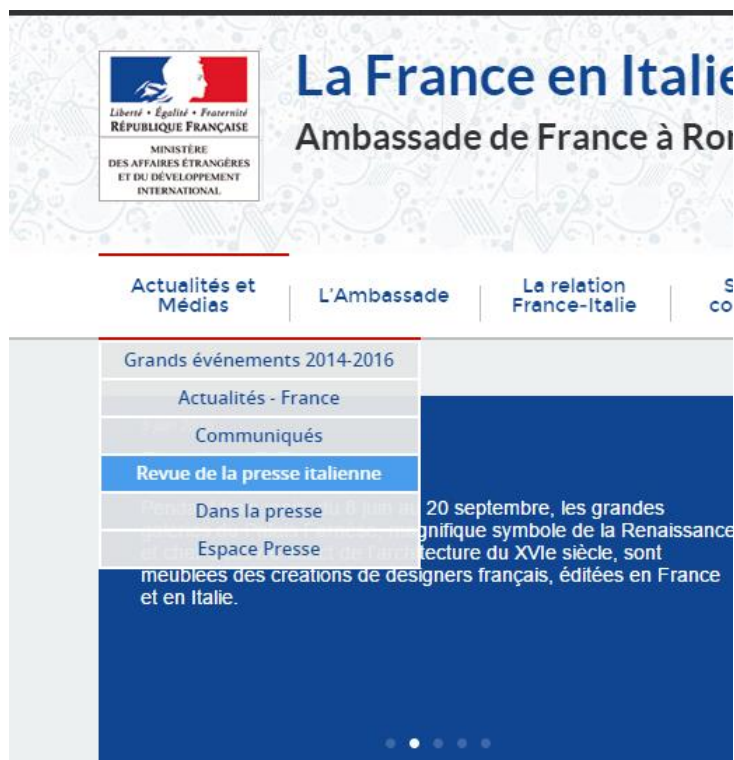 La France en Italie
Ambassade de France à Ro
Liberté • Égalité • Fraternité
RÉPUBLIQUE FRANÇAISE
MINISTÈRE
DES AFFAIRES ÉTRANGÈRES
ET DU DÉVELOPPEMENT
INTERNATIONAL
Actualités et
Médias
L'Ambassade
La relation
France-Italie
S
co
Grands événements 2014-2016
Actualités - France
Communiqués
Revue de la presse italienne
Dans la presse
Espace Presse
20 septembre, les grandes
gnifique symbole de la Renaissance
tecture du XVIe siècle, sont
meublées des créations de designers français, éditées en France
et en Italie.